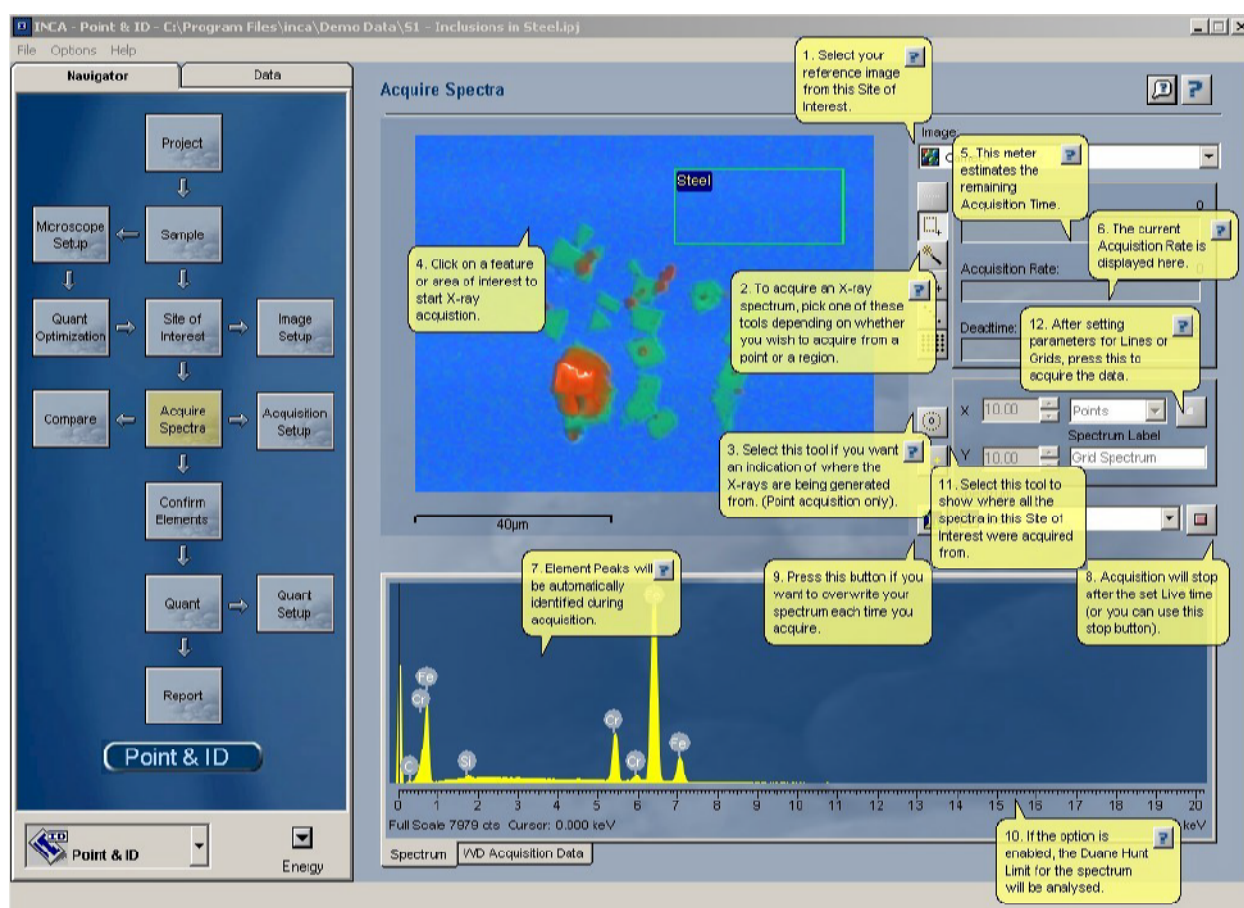 INCA - Point & ID - C:\Program Files\inca\Demo Data\S1 - Inclusions in Steel.ipj
File Options Help
Navigator
Data
Project
Microscope
Setup
Sample
Quant
Optimization
Site of
Interest
Image
Setup
Compare
Acquire
Spectra
Acquisition
Setup
Confirm
Elements
Quant
Quant
Setup
Report
Point & ID
ID
Point & ID
Energy
Acquire Spectra
Steel
40µm
1. Select your
reference image
from this Site of
Interest.
Image
5. This meter
estimates the
remaining
Acquisition Time.
0
6. The current
Acquisition Rate is
displayed here.
4. Click on a feature
or area of interest to
start X-ray
acquistion.
Acquisition Rate:
2. To acquire an X-ray
spectrum, pick one of these
tools depending on whether
you wish to acquire from a
point or a region.
Deadtime:
12. After setting
parameters for Lines or
Grids, press this to
acquire the data.
X 10.00 Points
Spectrum Label
Y 10.00 Grid Spectrum
3. Select this tool if you want
an indication of where the
X-rays are being generated
from. (Point acquisition only).
11. Select this tool to
show where all the
spectra in this Site of
Interest were acquired
from.
7. Element Peaks will
be automatically
identified during
acquisition.
9. Press this button if you
want to overwrite your
spectrum each time you
acquire.
8. Acquisition will stop
after the set Live time
(or you can use this
stop button).
Fe
Cr
C
Si
Cr
Cr
Fe
0 1 2 3 4 5 6 7 8 9 10 11 12 13 14 15 16 17 18 19 20
Full Scale 7979 cts Cursor: 0.000 keV
keV
10. If the option is
enabled, the Duane Hunt
Limit for the spectrum
will be analysed.
Spectrum
WD Acquisition Data